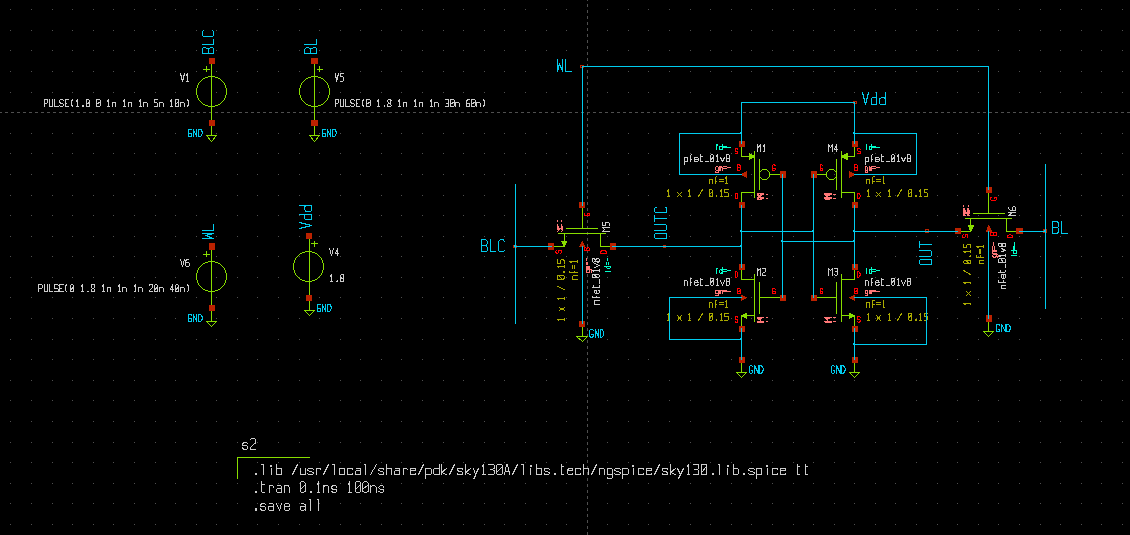 BLC
V1
PULSE(1.8 0 1n 1n 1n 5n 10n)
GND
BL
V5
PULSE(0 1.8 1n 1n 1n 30n 60n)
GND
WL
V6
PULSE(0 1.8 1n 1n 1n 20n 40n)
GND
Vdd
V4
1.8
GND
WL
Vdd
M1
pfet_01v8
nf=1
1 x 1 / 0.15
S
B
D
G
M4
pfet_01v8
nf=1
1 x 1 / 0.15
S
B
D
G
BLC
M5
nfet_01v8
nf=1
1 x 1 / 0.15
G
S
D
B
GND
OUTC
M2
nfet_01v8
nf=1
1 x 1 / 0.15
D
B
S
G
GND
M3
nfet_01v8
nf=1
1 x 1 / 0.15
D
B
S
G
GND
OUT
M6
nfet_01v8
nf=1
1 x 1 / 0.15
G
S
D
B
GND
BL
s2
.lib /usr/local/share/pdk/sky130A/libs.tech/ngspice/sky130.lib.spice tt
.tran 0.1ns 100ns
.save all